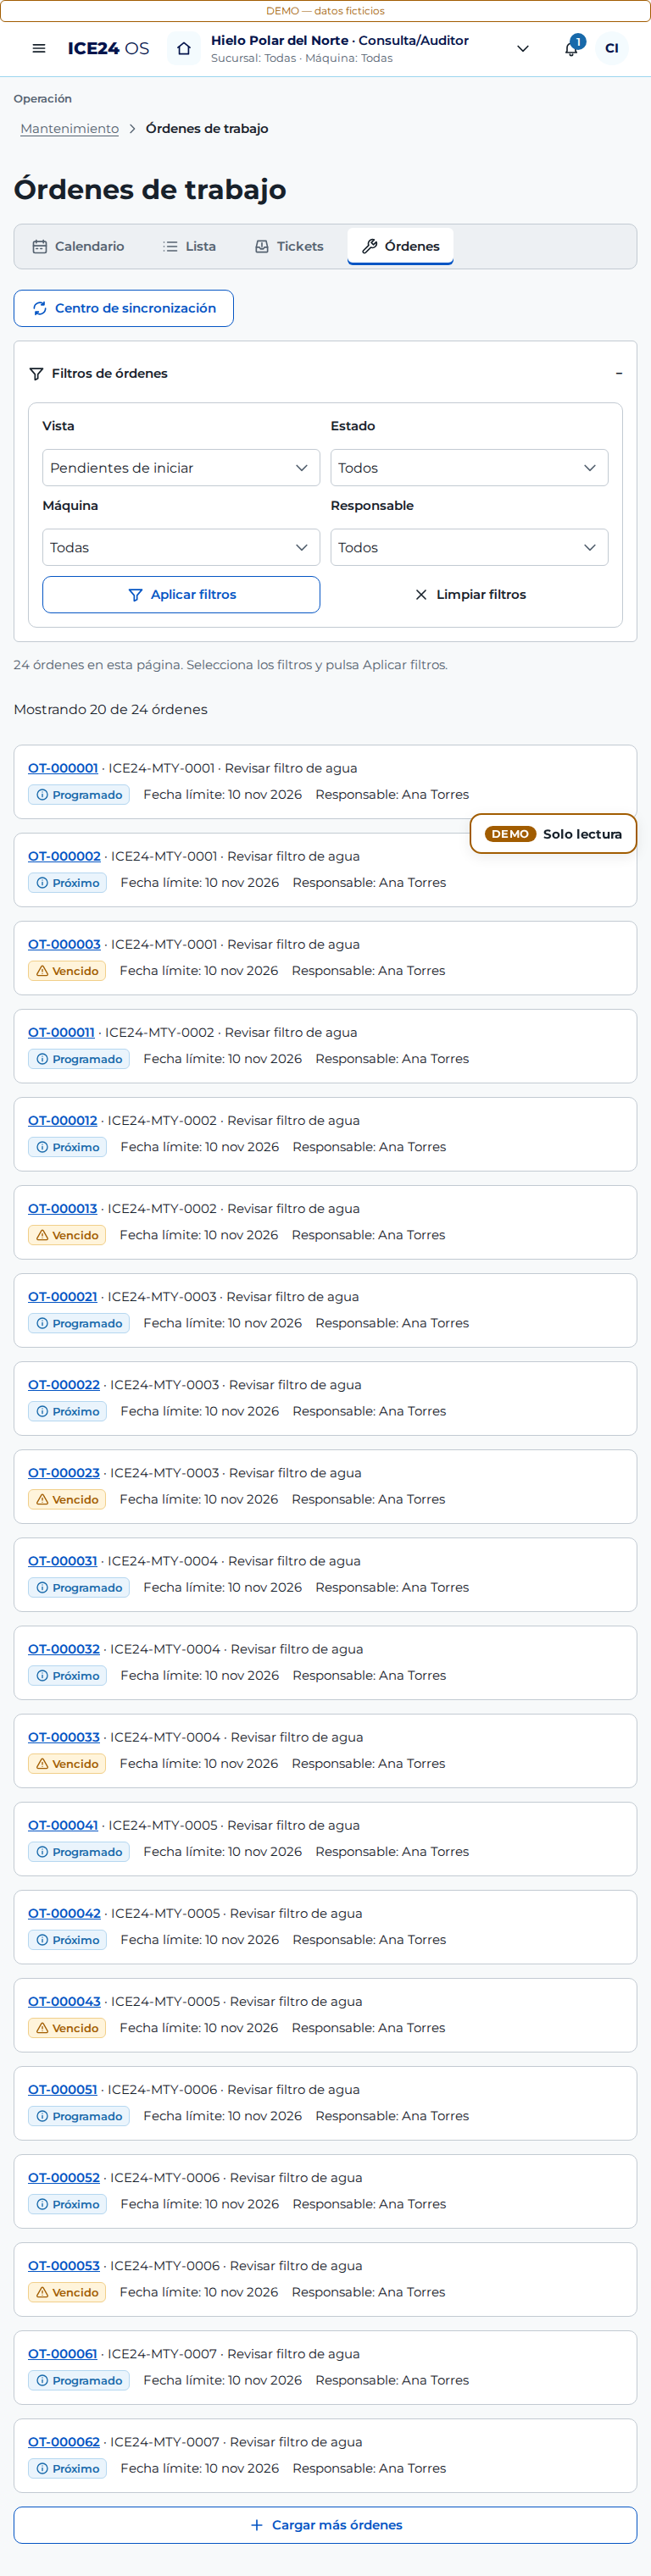 DEMO — datos ficticios
ICE24 OS
Hielo Polar del Norte · Consulta/Auditor
Sucursal: Todas · Máquina: Todas
1
CI
Operación
Mantenimiento > Órdenes de trabajo
Órdenes de trabajo
Calendario
Lista
Tickets
Órdenes
Centro de sincronización
Filtros de órdenes
–
Vista
Estado
Pendientes de iniciar
Todos
Máquina
Responsable
Todas
Todos
Aplicar filtros
Limpiar filtros
24 órdenes en esta página. Selecciona los filtros y pulsa Aplicar filtros.
Mostrando 20 de 24 órdenes
OT-000001 · ICE24-MTY-0001 · Revisar filtro de agua
Programado Fecha límite: 10 nov 2026 Responsable: Ana Torres
DEMO Solo lectura
OT-000002 · ICE24-MTY-0001 · Revisar filtro de agua
Próximo Fecha límite: 10 nov 2026 Responsable: Ana Torres
OT-000003 · ICE24-MTY-0001 · Revisar filtro de agua
Vencido Fecha límite: 10 nov 2026 Responsable: Ana Torres
OT-000011 · ICE24-MTY-0002 · Revisar filtro de agua
Programado Fecha límite: 10 nov 2026 Responsable: Ana Torres
OT-000012 · ICE24-MTY-0002 · Revisar filtro de agua
Próximo Fecha límite: 10 nov 2026 Responsable: Ana Torres
OT-000013 · ICE24-MTY-0002 · Revisar filtro de agua
Vencido Fecha límite: 10 nov 2026 Responsable: Ana Torres
OT-000021 · ICE24-MTY-0003 · Revisar filtro de agua
Programado Fecha límite: 10 nov 2026 Responsable: Ana Torres
OT-000022 · ICE24-MTY-0003 · Revisar filtro de agua
Próximo Fecha límite: 10 nov 2026 Responsable: Ana Torres
OT-000023 · ICE24-MTY-0003 · Revisar filtro de agua
Vencido Fecha límite: 10 nov 2026 Responsable: Ana Torres
OT-000031 · ICE24-MTY-0004 · Revisar filtro de agua
Programado Fecha límite: 10 nov 2026 Responsable: Ana Torres
OT-000032 · ICE24-MTY-0004 · Revisar filtro de agua
Próximo Fecha límite: 10 nov 2026 Responsable: Ana Torres
OT-000033 · ICE24-MTY-0004 · Revisar filtro de agua
Vencido Fecha límite: 10 nov 2026 Responsable: Ana Torres
OT-000041 · ICE24-MTY-0005 · Revisar filtro de agua
Programado Fecha límite: 10 nov 2026 Responsable: Ana Torres
OT-000042 · ICE24-MTY-0005 · Revisar filtro de agua
Próximo Fecha límite: 10 nov 2026 Responsable: Ana Torres
OT-000043 · ICE24-MTY-0005 · Revisar filtro de agua
Vencido Fecha límite: 10 nov 2026 Responsable: Ana Torres
OT-000051 · ICE24-MTY-0006 · Revisar filtro de agua
Programado Fecha límite: 10 nov 2026 Responsable: Ana Torres
OT-000052 · ICE24-MTY-0006 · Revisar filtro de agua
Próximo Fecha límite: 10 nov 2026 Responsable: Ana Torres
OT-000053 · ICE24-MTY-0006 · Revisar filtro de agua
Vencido Fecha límite: 10 nov 2026 Responsable: Ana Torres
OT-000061 · ICE24-MTY-0007 · Revisar filtro de agua
Programado Fecha límite: 10 nov 2026 Responsable: Ana Torres
OT-000062 · ICE24-MTY-0007 · Revisar filtro de agua
Próximo Fecha límite: 10 nov 2026 Responsable: Ana Torres
Cargar más órdenes